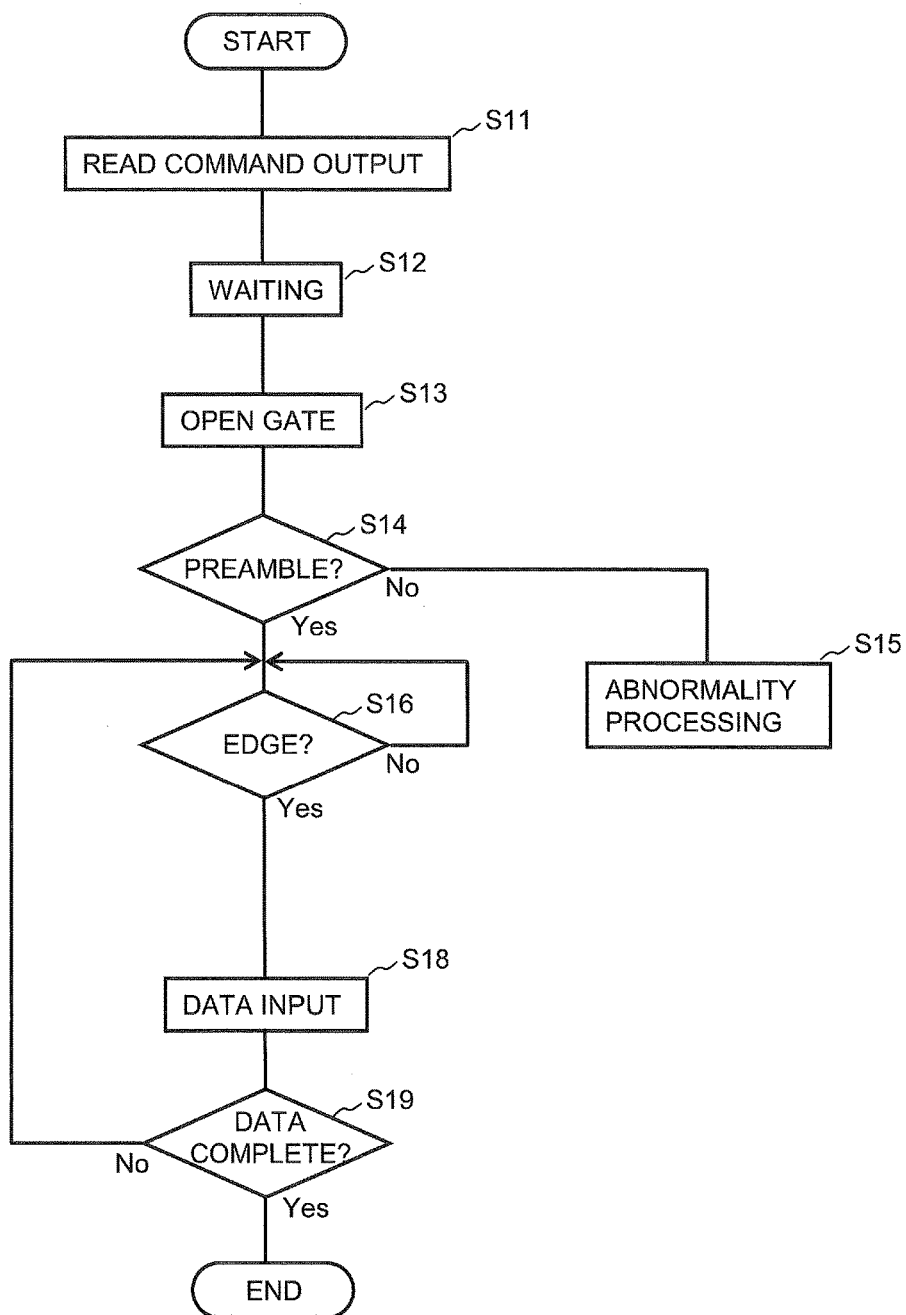 START
S11
READ COMMAND OUTPUT
S12
WAITING
S13
OPEN GATE
S14
PREAMBLE?
No
Yes
S15
ABNORMALITY
PROCESSING
S16
EDGE?
No
Yes
S18
DATA INPUT
S19
DATA
COMPLETE?
No
Yes
END